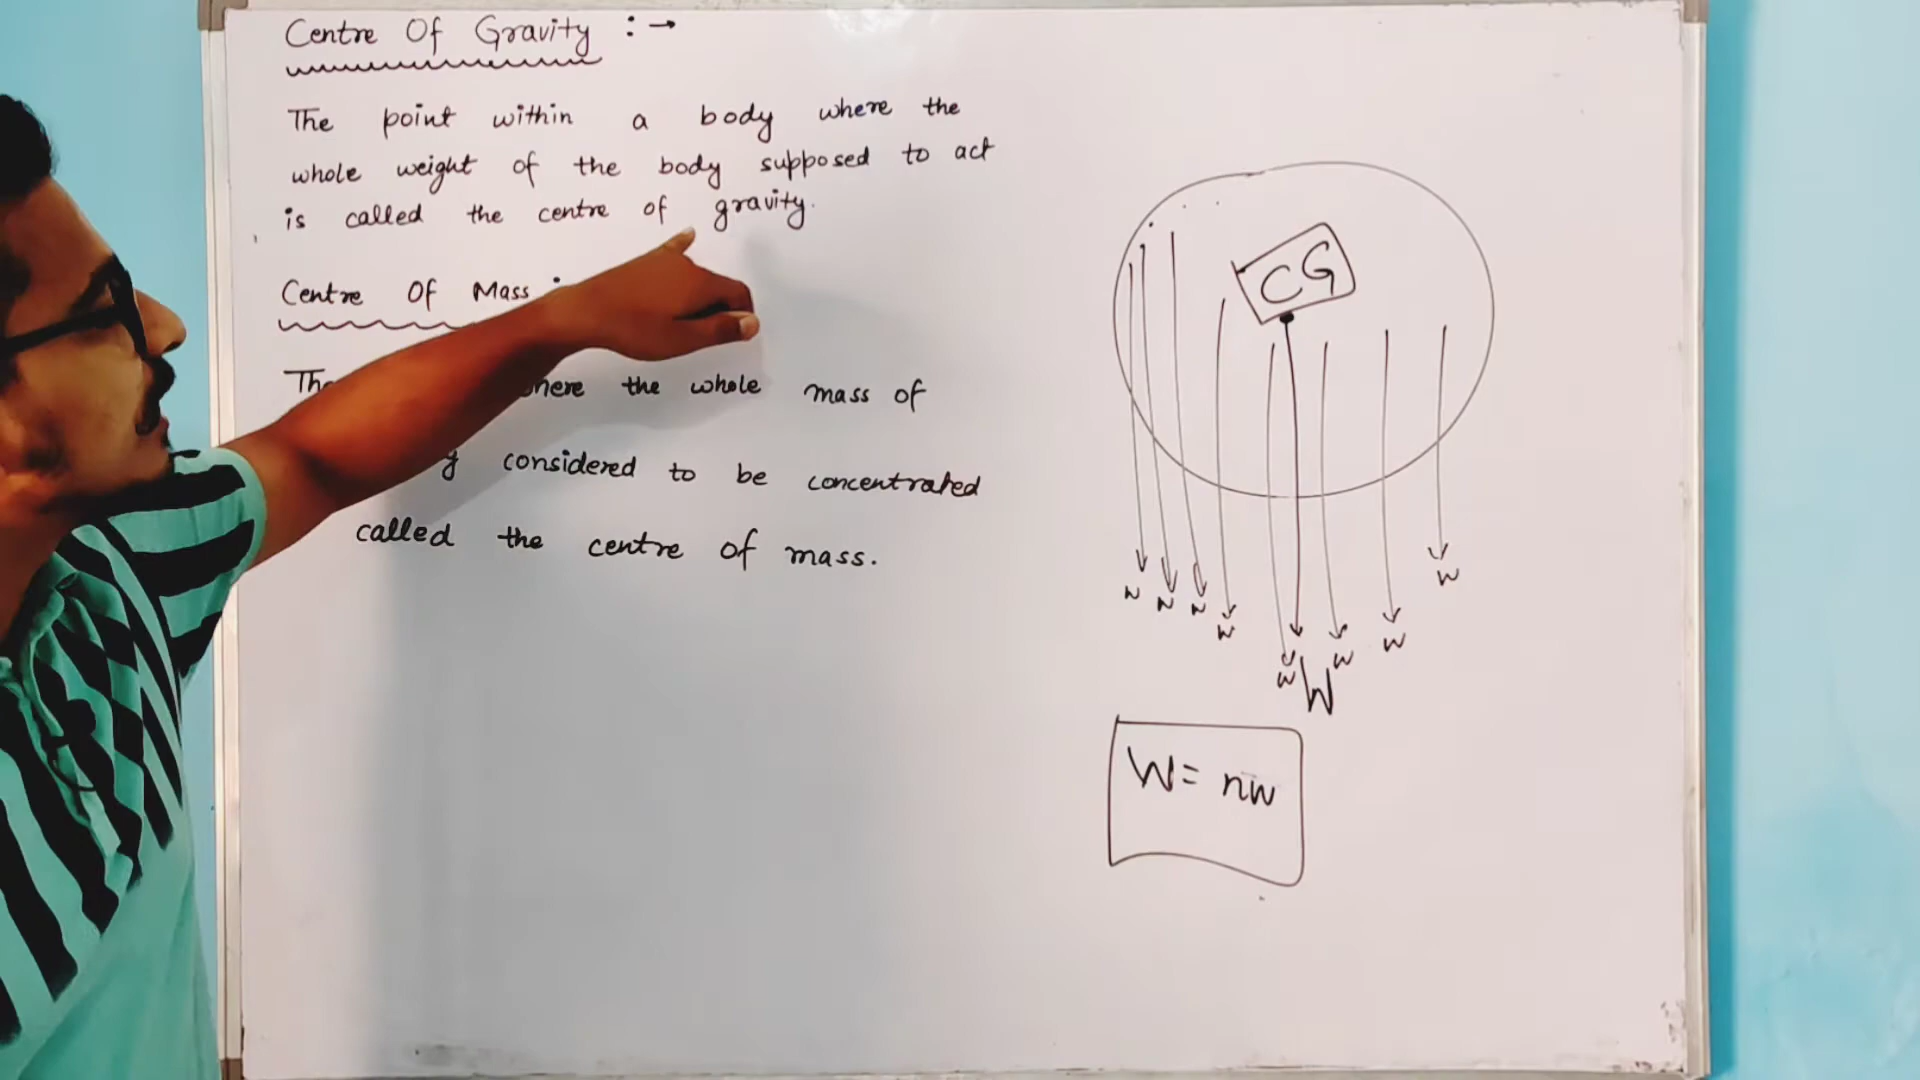 Centre Of Gravity : →
The point within a body where the
whole weight of the body supposed to act
is called the centre of gravity.
Centre Of Mass
the whole mass of
considered to be concentrated
called the centre of mass.
CG
w w w w w W w w w
W = nw